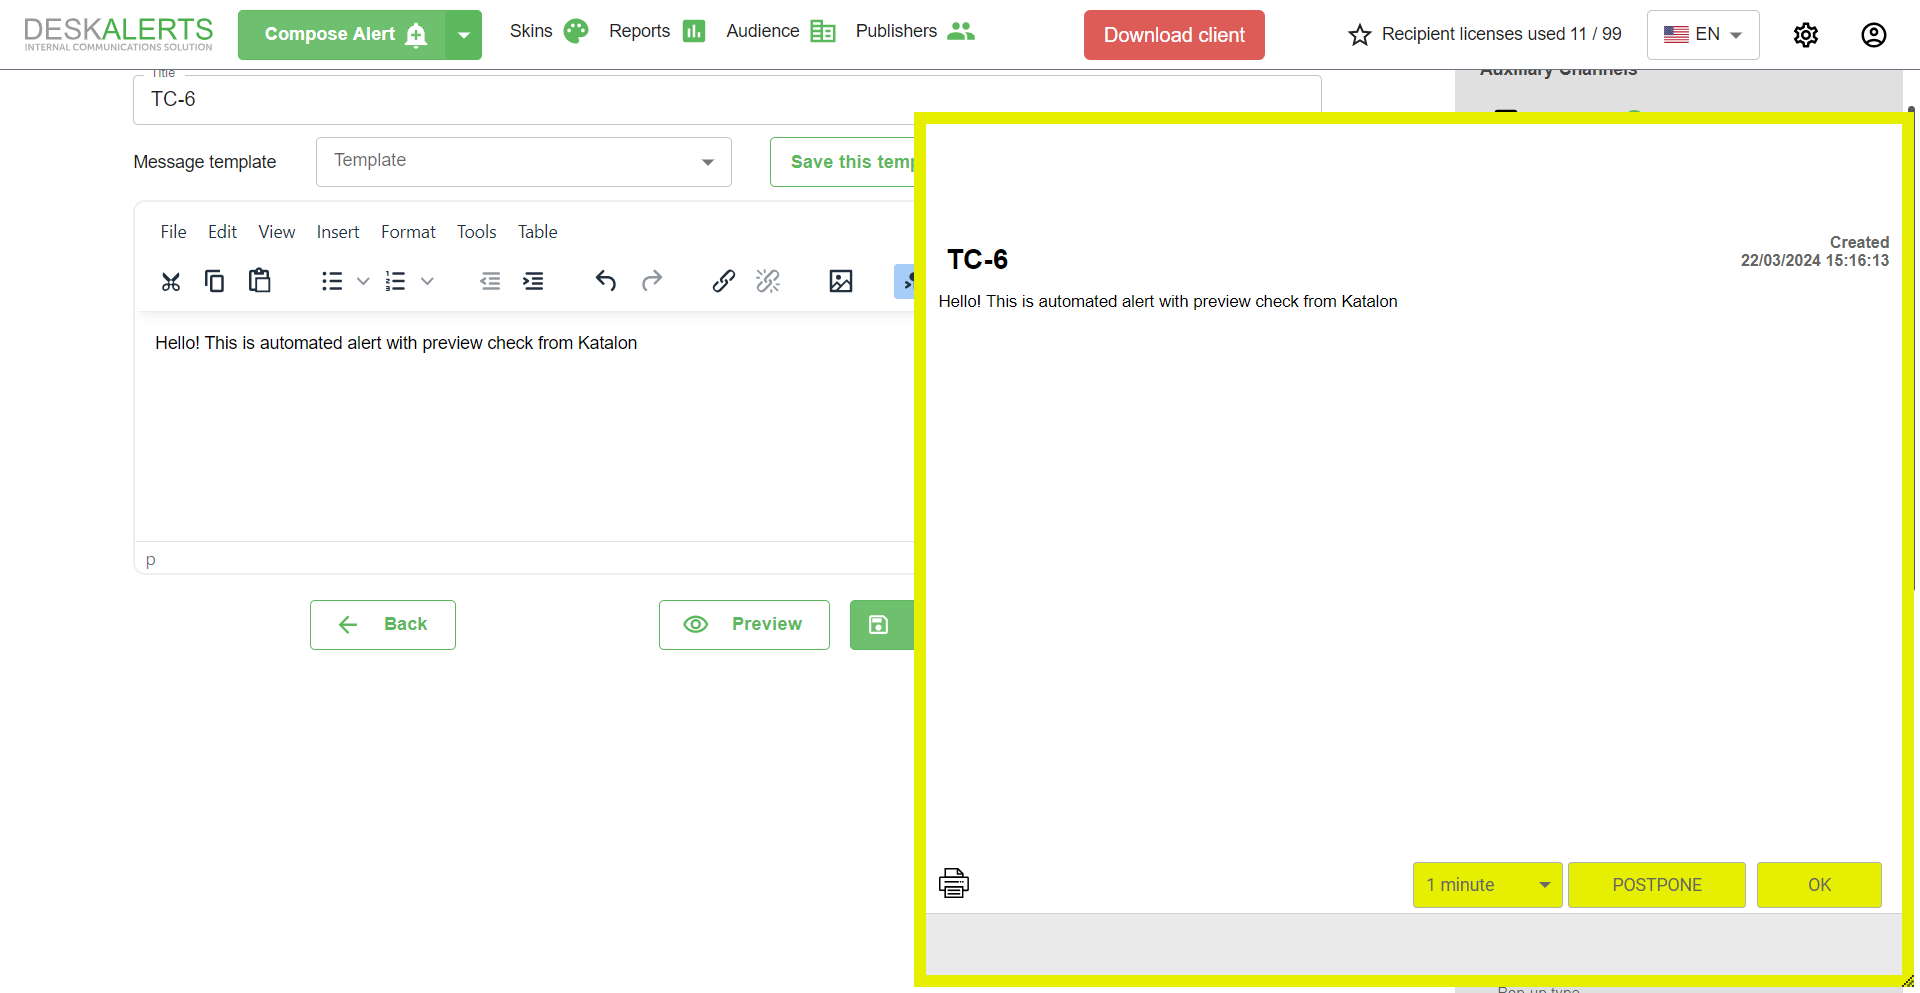 DESKALERTS
INTERNAL COMMUNICATIONS SOLUTION
Compose Alert
Skins
Reports
Audience
Publishers
Download client
Recipient licenses used 11 / 99
EN
Title
TC-6
Auxiliary Channels
Message template
Template
Save this temp
File Edit View Insert Format Tools Table
Hello! This is automated alert with preview check from Katalon
p
Back
Preview
TC-6
Created
22/03/2024 15:16:13
Hello! This is automated alert with preview check from Katalon
1 minute
POSTPONE
OK
Pop-up type